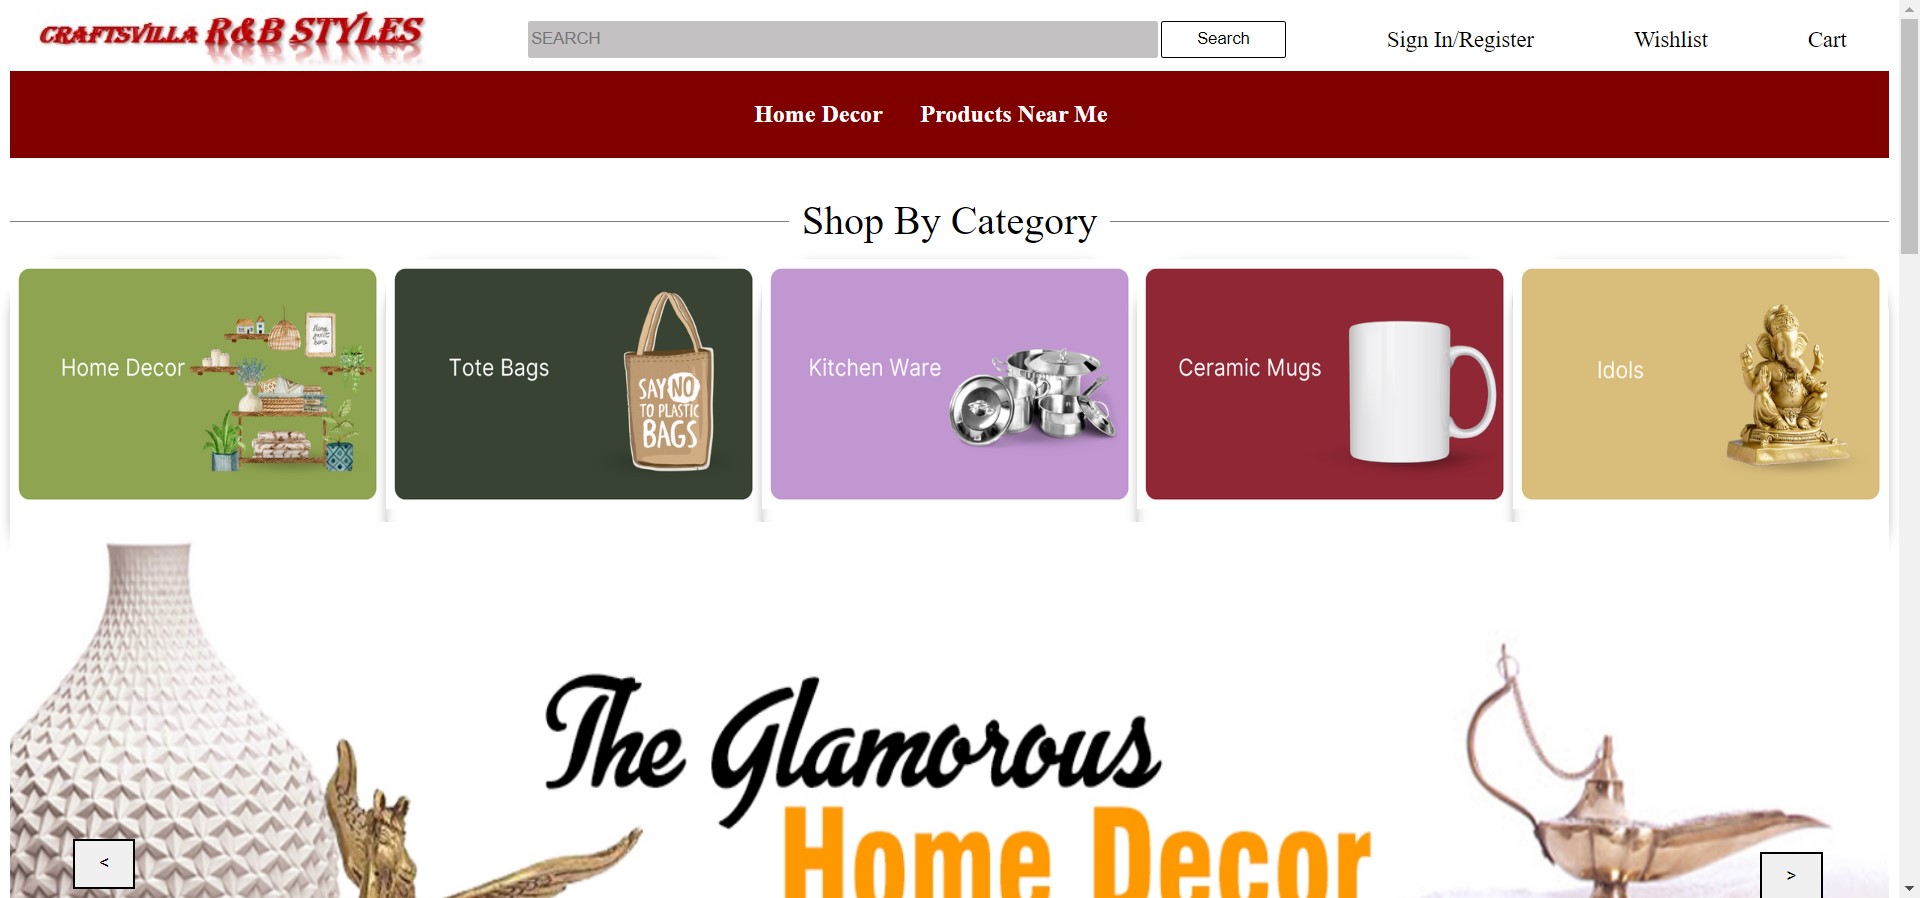 CRAFTSVILLA R&B STYLES
SEARCH
Search
Sign In/Register
Wishlist
Cart
Home Decor
Products Near Me
Shop By Category
Home Decor
Tote Bags
SAY NO
TO PLASTIC
BAGS
Kitchen Ware
Ceramic Mugs
Idols
The Glamorous
Home Decor
<
>